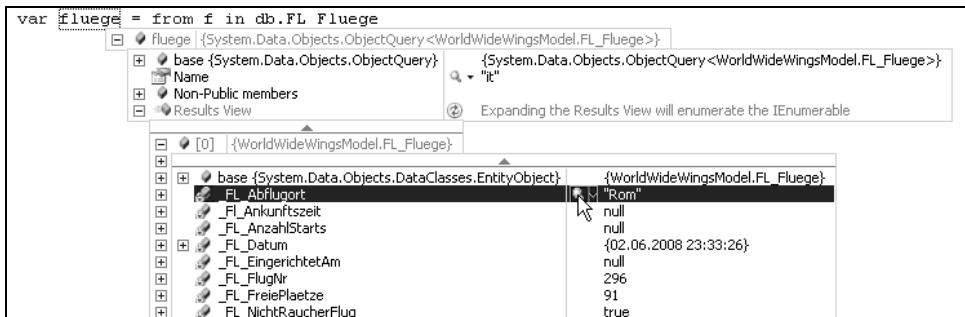 var fluege = from f in db.FL Fluege
fluege {System.Data.Objects.ObjectQuery<WorldWideWingsModel.FL_Fluege>}
base {System.Data.Objects.ObjectQuery} {System.Data.Objects.ObjectQuery<WorldWideWingsModel.FL_Fluege>}
Name "it"
Non-Public members
Results View Expanding the Results View will enumerate the IEnumerable
[0] {WorldWideWingsModel.FL_Fluege}
base {System.Data.Objects.DataClasses.EntityObject} {WorldWideWingsModel.FL_Fluege}
_FL_Abflugort "Rom"
_Fl_Ankunftszeit null
_FL_AnzahlStarts null
_FL_Datum {02.06.2008 23:33:26}
_FL_EingerichtetAm null
_FL_FlugNr 296
_FL_FreiePlaetze 91
_FL_NichtRaucherFlug true